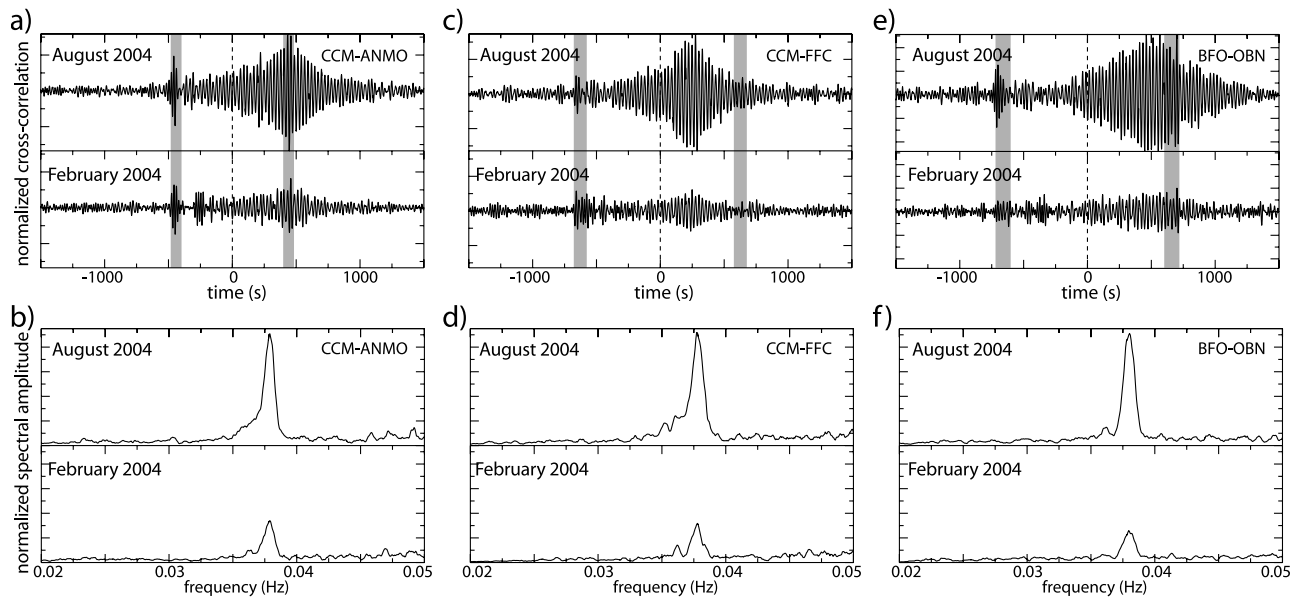 a)
August 2004
CCM-ANMO
February 2004
normalized cross-correlation
-1000 0 1000
time (s)
c)
August 2004
CCM-FFC
February 2004
-1000 0 1000
time (s)
e)
August 2004
BFO-OBN
February 2004
-1000 0 1000
time (s)
b)
August 2004
CCM-ANMO
February 2004
normalized spectral amplitude
0.02 0.03 0.04 0.05
frequency (Hz)
d)
August 2004
CCM-FFC
February 2004
0.02 0.03 0.04 0.05
frequency (Hz)
f)
August 2004
BFO-OBN
February 2004
0.02 0.03 0.04 0.05
frequency (Hz)